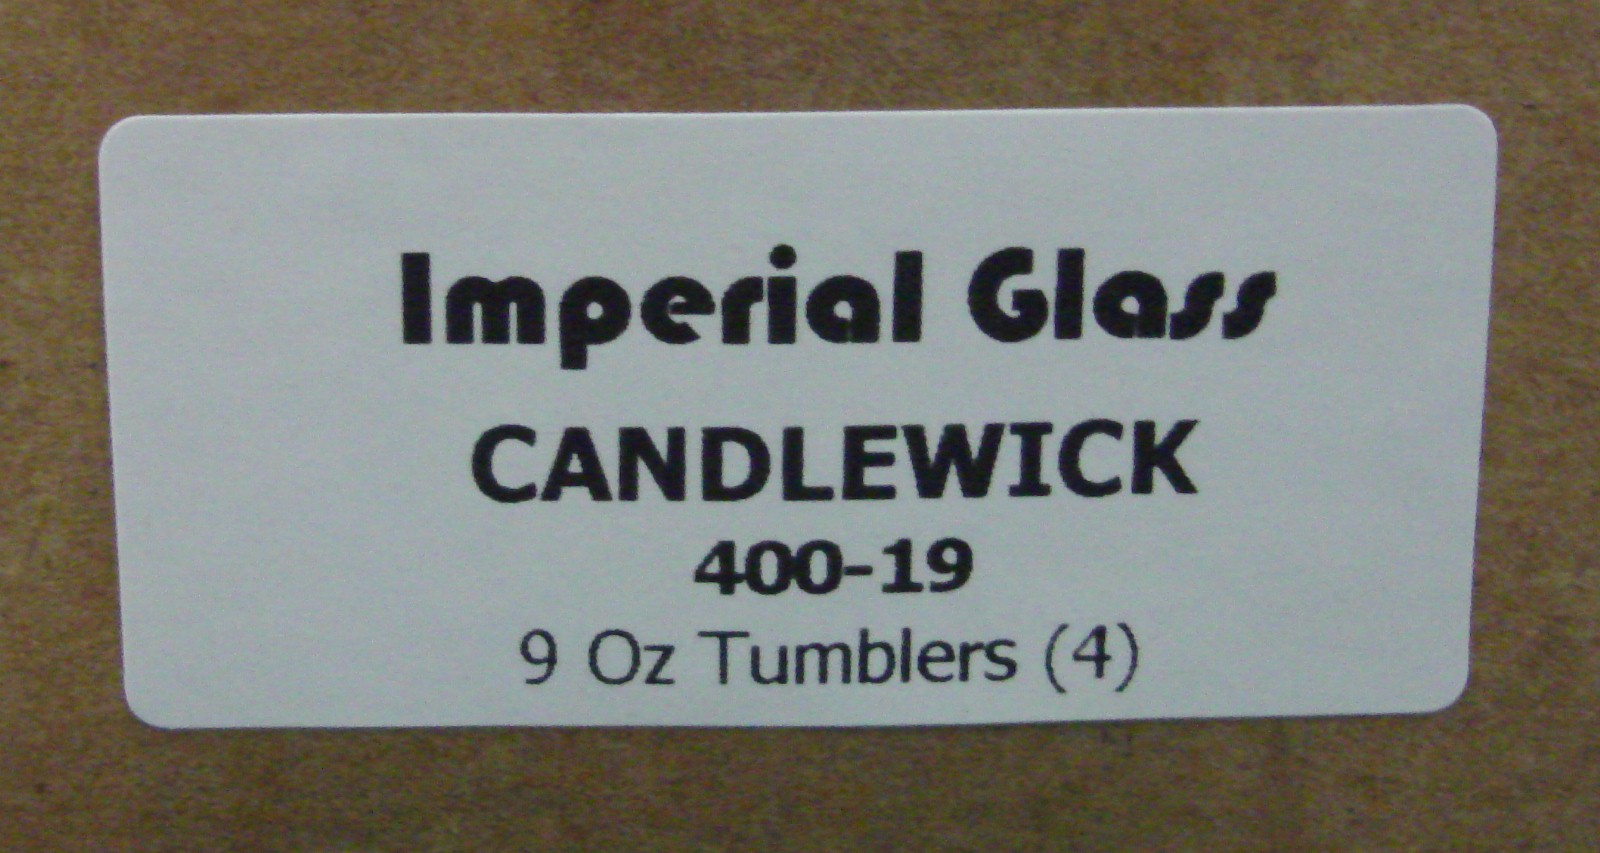 Imperial Glass
CANDLEWICK
400-19
9 Oz Tumblers (4)